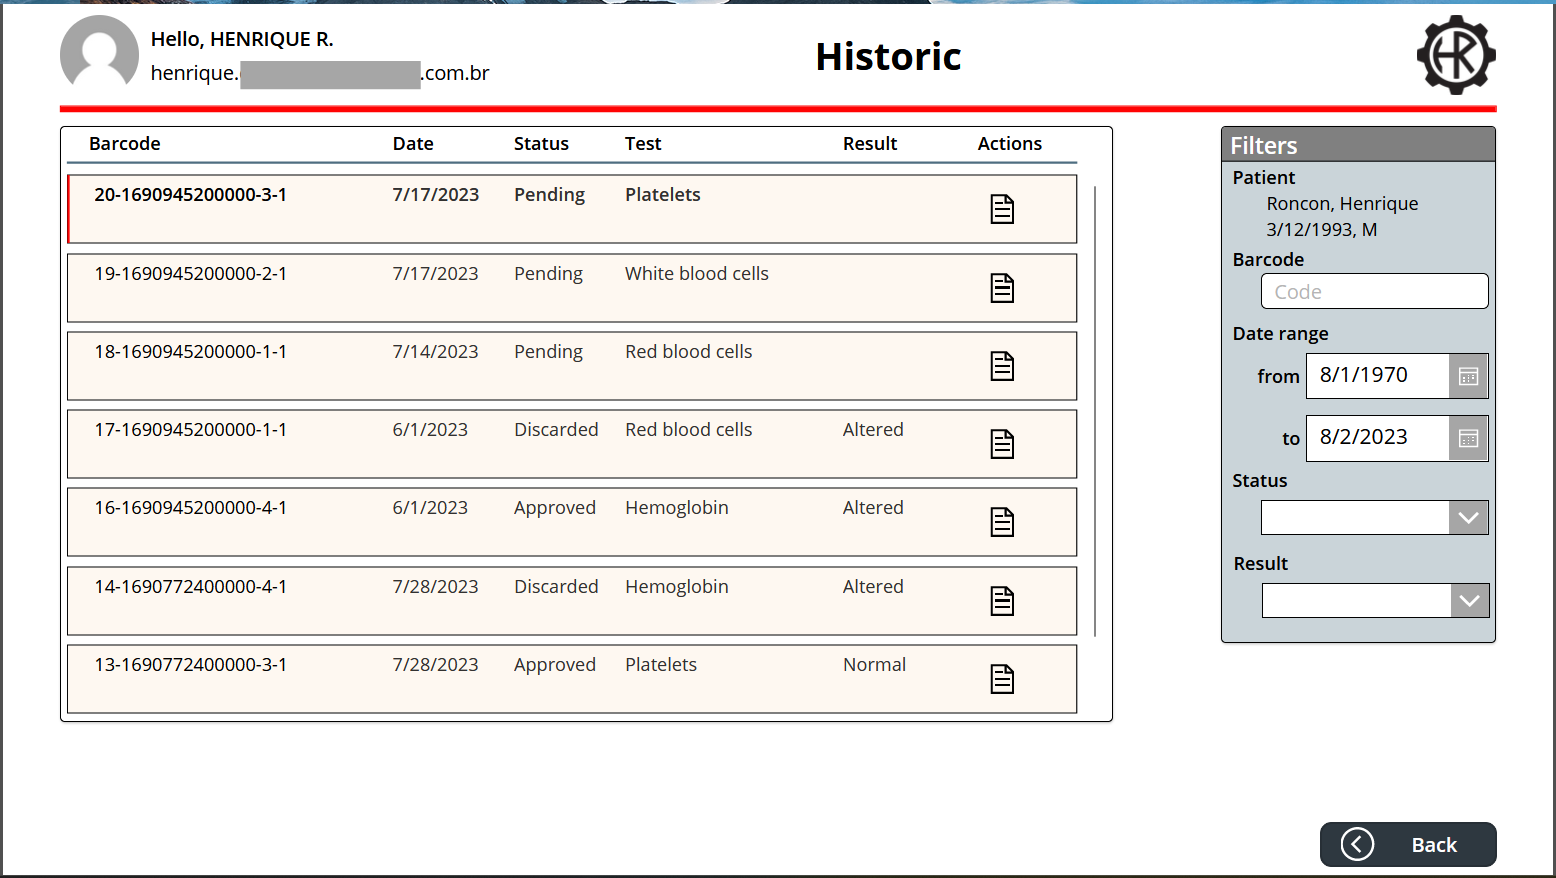 Hello, HENRIQUE R.
henrique. .com.br
Historic
HR
Barcode Date Status Test Result Actions
20-1690945200000-3-1 7/17/2023 Pending Platelets
19-1690945200000-2-1 7/17/2023 Pending White blood cells
18-1690945200000-1-1 7/14/2023 Pending Red blood cells
17-1690945200000-1-1 6/1/2023 Discarded Red blood cells Altered
16-1690945200000-4-1 6/1/2023 Approved Hemoglobin Altered
14-1690772400000-4-1 7/28/2023 Discarded Hemoglobin Altered
13-1690772400000-3-1 7/28/2023 Approved Platelets Normal
Filters
Patient
Roncon, Henrique
3/12/1993, M
Barcode
Code
Date range
from 8/1/1970
to 8/2/2023
Status
Result
Back